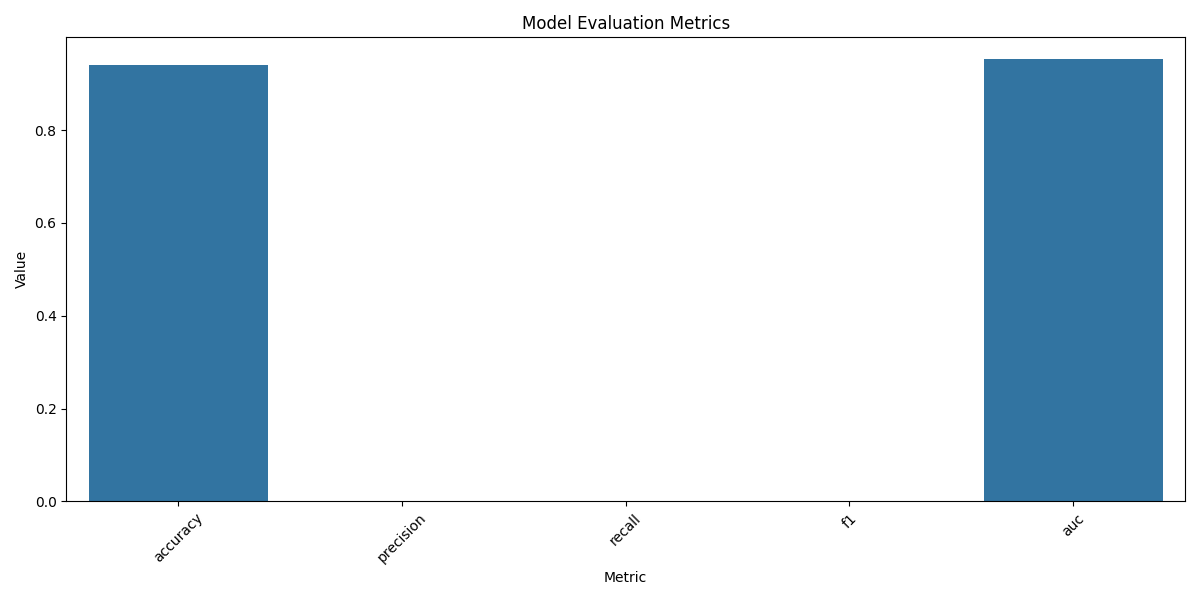 Model Evaluation Metrics
Value
0.8
0.6
0.4
0.2
0.0
accuracy
precision
recall
f1
auc
Metric